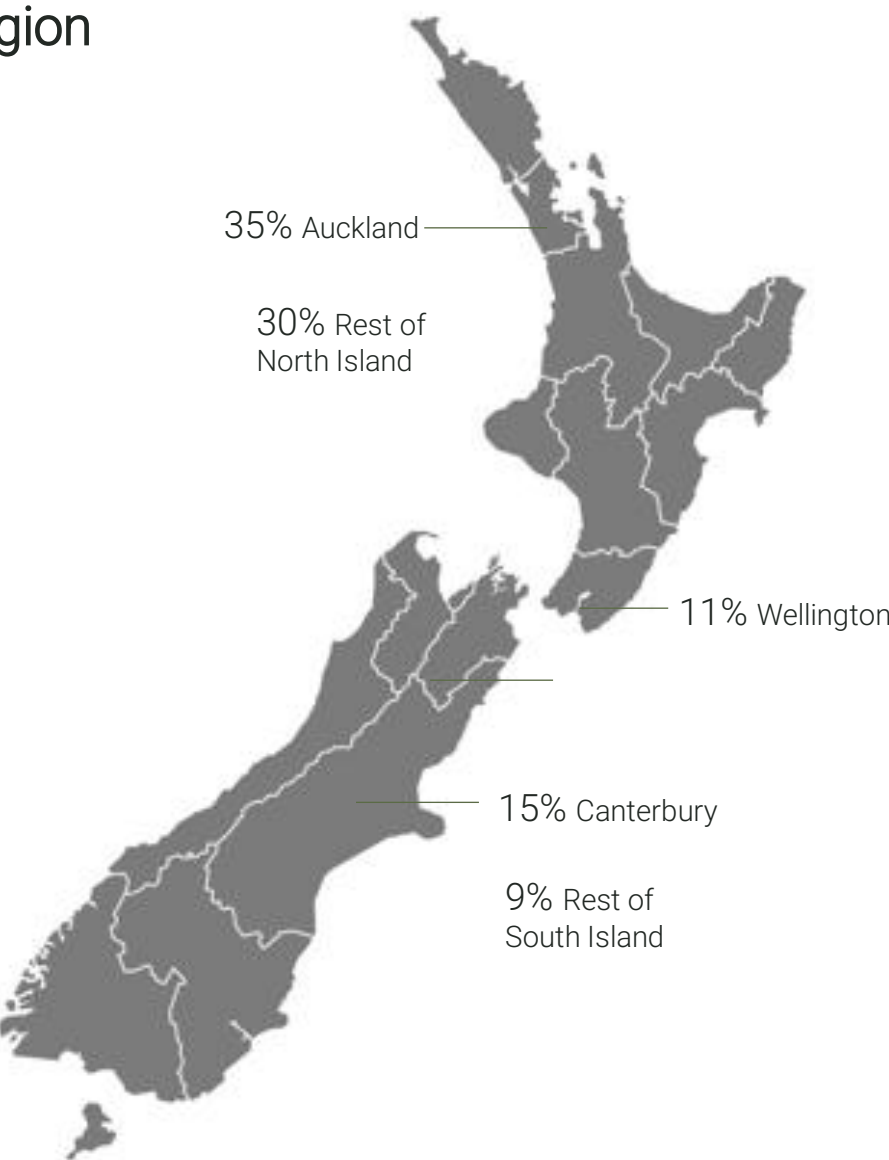 gion
35% Auckland
30% Rest of
North Island
11% Wellington
15% Canterbury
9% Rest of
South Island